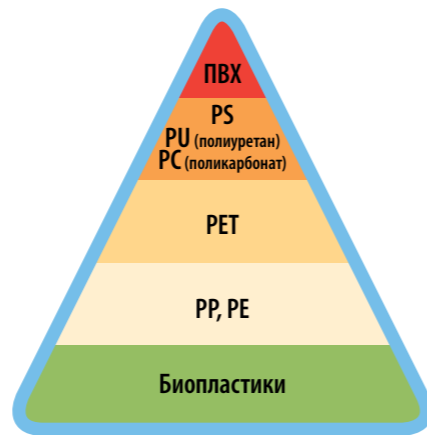 ПВХ
PS
PU (полиуретан)
PC (поликарбонат)
PET
PP, PE
Биопластики